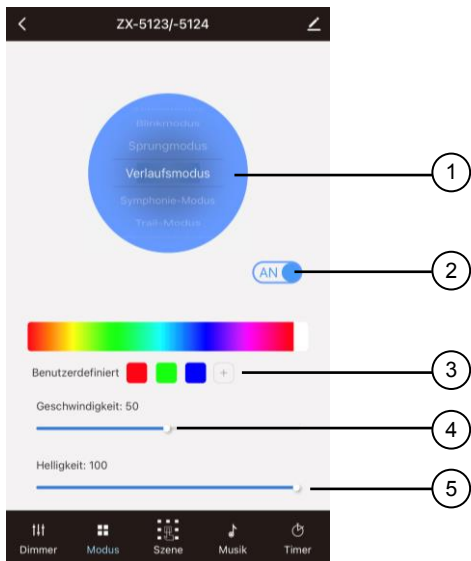 ZX-5123/-5124
Blinkmodus
Sprungmodus
Verlaufsmodus
Symphonie-Modus
Trail-Modus
1
AN
2
Benutzerdefiniert
3
Geschwindigkeit: 50
4
Helligkeit: 100
5
Dimmer Modus Szene Musik Timer